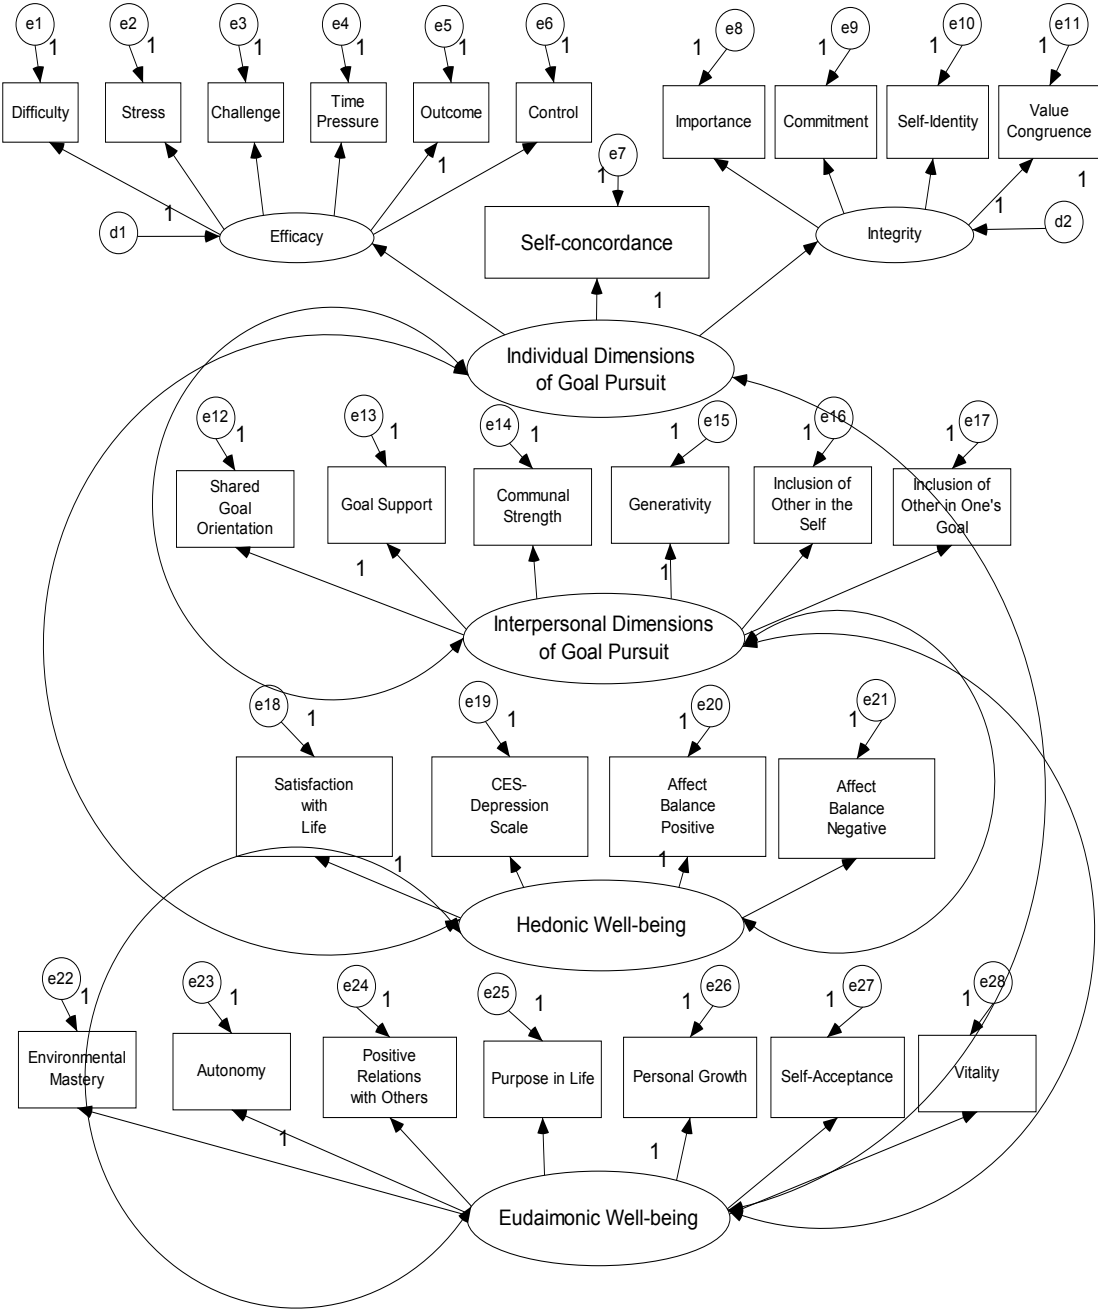 e1
e2
e3
e4
e5
e6
1
1
1
1
1
1
Difficulty
Stress
Challenge
Time
Pressure
Outcome
Control
e8
e9
e10
e11
1
1
1
1
Importance
Commitment
Self-Identity
Value
Congruence
e7
1
1
1
1
1
d1
Efficacy
Self-concordance
Integrity
d2
1
Individual Dimensions
of Goal Pursuit
e12
e13
e14
e15
e16
e17
1
1
1
1
1
1
Shared
Goal
Orientation
Goal Support
Communal
Strength
Generativity
Inclusion of
Other in the
Self
Inclusion of
Other in One's
Goal
1
1
Interpersonal Dimensions
of Goal Pursuit
e18
e19
e20
e21
1
1
1
1
Satisfaction
with
Life
CES-
Depression
Scale
Affect
Balance
Positive
Affect
Balance
Negative
1
1
Hedonic Well-being
e22
e23
e24
e25
e26
e27
e28
1
1
1
1
1
1
1
Environmental
Mastery
Autonomy
Positive
Relations
with Others
Purpose in Life
Personal Growth
Self-Acceptance
Vitality
1
1
Eudaimonic Well-being